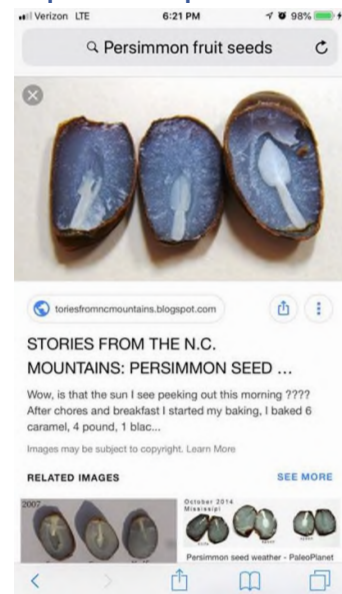 Verizon LTE 6:21 PM 98%
Persimmon fruit seeds
toriesfromncmountains.blogspot.com
STORIES FROM THE N.C.
MOUNTAINS: PERSIMMON SEED ...
Wow, is that the sun I see peeking out this morning ????
After chores and breakfast I started my baking, I baked 6
caramel, 4 pound, 1 blac...
Images may be subject to copyright. Learn More
RELATED IMAGES SEE MORE
2007
October 2014
Mississippi
Persimmon seed weather - PaleoPlanet